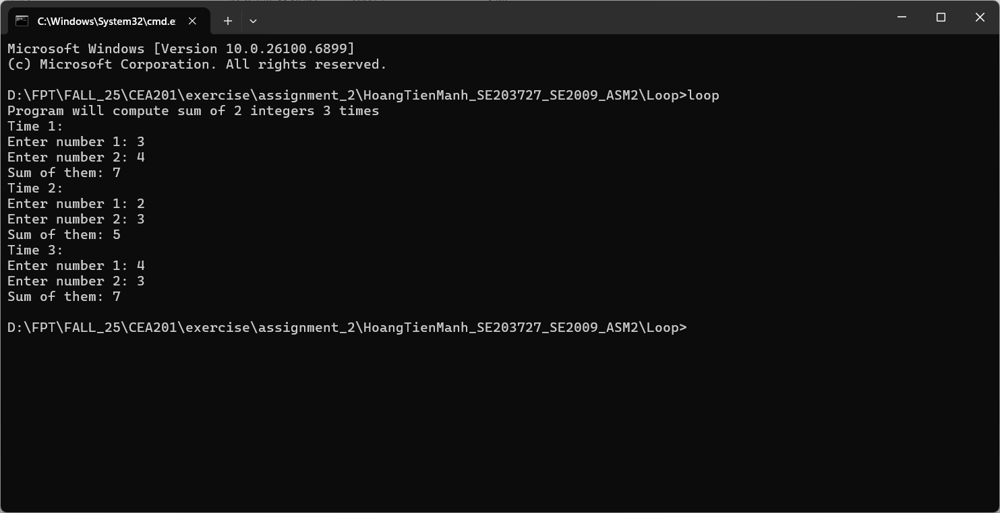 C:\Windows\System32\cmd.e
Microsoft Windows [Version 10.0.26100.6899]
(c) Microsoft Corporation. All rights reserved.
D:\FPT\FALL_25\CEA201\exercise\assignment_2\HoangTienManh_SE203727_SE2009_ASM2\Loop>loop
Program will compute sum of 2 integers 3 times
Time 1:
Enter number 1: 3
Enter number 2: 4
Sum of them: 7
Time 2:
Enter number 1: 2
Enter number 2: 3
Sum of them: 5
Time 3:
Enter number 1: 4
Enter number 2: 3
Sum of them: 7
D:\FPT\FALL_25\CEA201\exercise\assignment_2\HoangTienManh_SE203727_SE2009_ASM2\Loop>